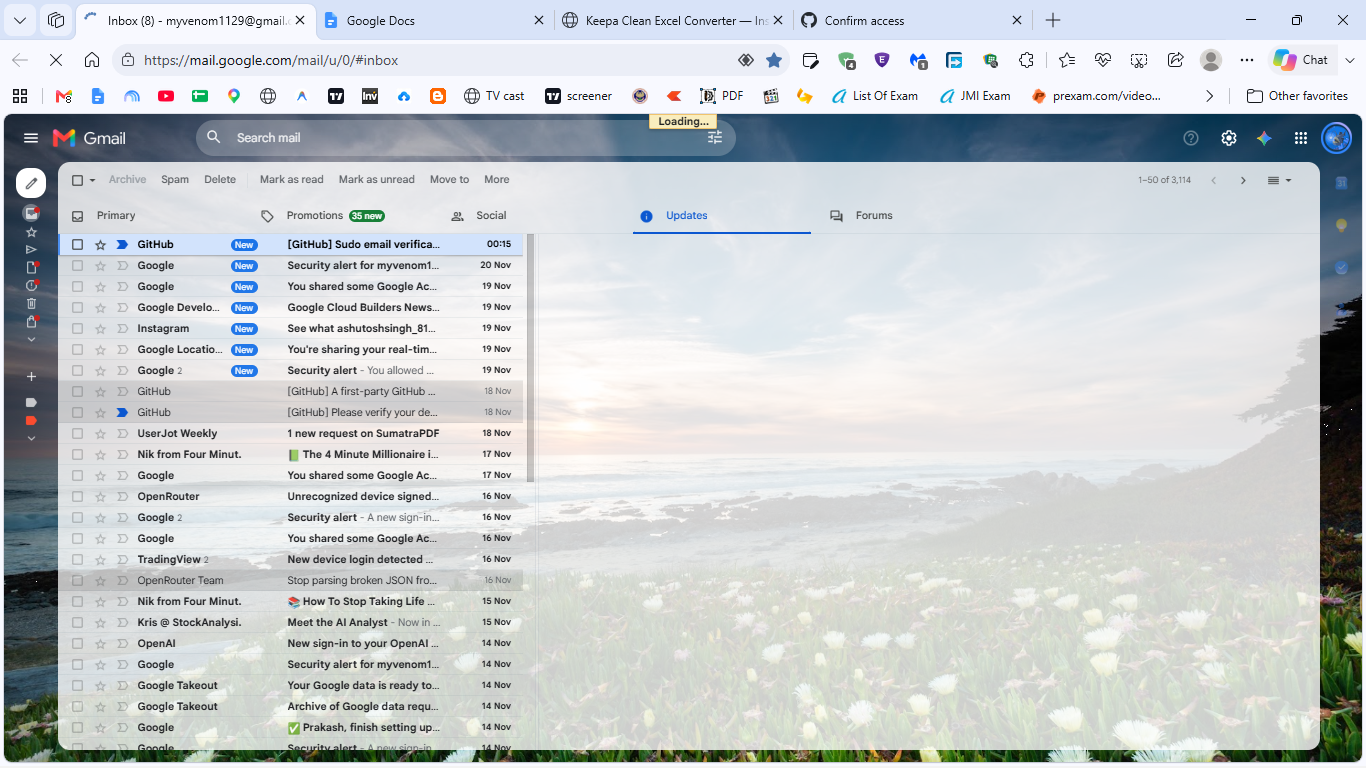 Inbox (8) - myvenom1129@gmail.c
Google Docs
Keepa Clean Excel Converter — Ins
Confirm access
https://mail.google.com/mail/u/0/#inbox
4
E
1
Chat
TV cast
screener
Inv
PDF
List Of Exam
JMI Exam
prexam.com/video...
Other favorites
Loading...
Gmail
Search mail
Archive
Spam
Delete
Mark as read
Mark as unread
Move to
More
1–50 of 3,114
Primary
Promotions 35 new
Social
Updates
Forums
GitHub New [GitHub] Sudo email verifica... 00:15
Google New Security alert for myvenom1... 20 Nov
Google New You shared some Google Ac... 19 Nov
Google Develo... New Google Cloud Builders News... 19 Nov
Instagram New See what ashutoshsingh_81... 19 Nov
Google Locatio... New You're sharing your real-tim... 19 Nov
Google 2 New Security alert - You allowed ... 19 Nov
GitHub [GitHub] A first-party GitHub ... 18 Nov
GitHub [GitHub] Please verify your de... 18 Nov
UserJot Weekly 1 new request on SumatraPDF 18 Nov
Nik from Four Minut. 📗 The 4 Minute Millionaire i... 17 Nov
Google You shared some Google Ac... 17 Nov
OpenRouter Unrecognized device signed... 16 Nov
Google 2 Security alert - A new sign-in... 16 Nov
Google You shared some Google Ac... 16 Nov
TradingView 2 New device login detected ... 16 Nov
OpenRouter Team Stop parsing broken JSON fro... 16 Nov
Nik from Four Minut. 📚 How To Stop Taking Life ... 15 Nov
Kris @ StockAnalysi. Meet the AI Analyst - Now in ... 15 Nov
OpenAI New sign-in to your OpenAI ... 14 Nov
Google Security alert for myvenom1... 14 Nov
Google Takeout Your Google data is ready to... 14 Nov
Google Takeout Archive of Google data requ... 14 Nov
Google ✅ Prakash, finish setting up... 14 Nov
Google Security alert - A new sign-in 14 Nov